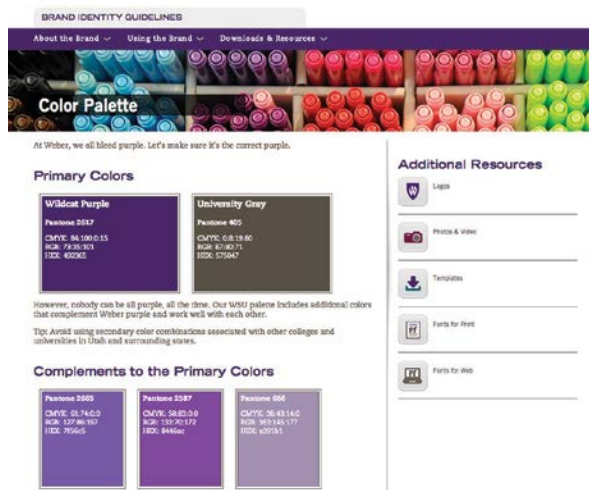 BRAND IDENTITY GUIDELINES
About the Brand
Using the Brand
Downloads & Resources
Color Palette
At Weber, we all bleed purple. Let's make sure it's the correct purple.
Primary Colors
Wildcat Purple
Pantone 2617
CMYK: 84:100:0:15
RGB: 73:35:101
HEX: 492365
University Gray
Pantone 405
CMYK: 0:8:19:80
RGB: 87:80:71
HEX: 575047
However, nobody can be all purple, all the time. Our WSU palette includes additional colors
that complement Weber purple and work well with each other.
Tip: Avoid using secondary color combinations associated with other colleges and
universities in Utah and surrounding states.
Complements to the Primary Colors
Pantone 2665
CMYK: 61:74:0:0
RGB: 127:86:197
HEX: 7f56c5
Pantone 2587
CMYK: 58:83:0:0
RGB: 132:70:172
HEX: 8446ac
Pantone 666
CMYK: 38:43:14:0
RGB: 163:145:177
HEX: a391b1
Additional Resources
Logos
Photos & Video
Templates
Fonts for Print
Fonts for Web